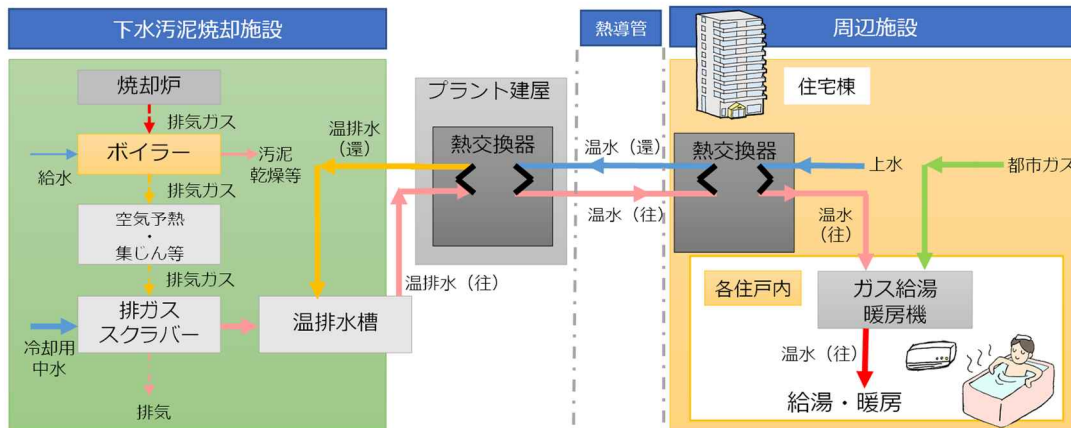 下水汚泥焼却施設
熱導管
周辺施設
焼却炉
排気ガス
ボイラー
給水
汚泥
乾燥等
排気ガス
空気予熱
・
集じん等
排気ガス
排ガス
スクラバー
冷却用
中水
排気
温排水槽
温排水
（還）
温排水（往）
プラント建屋
熱交換器
温水（還）
温水（往）
住宅棟
熱交換器
上水
都市ガス
温水
（往）
各住戸内
ガス給湯
暖房機
温水（往）
給湯・暖房